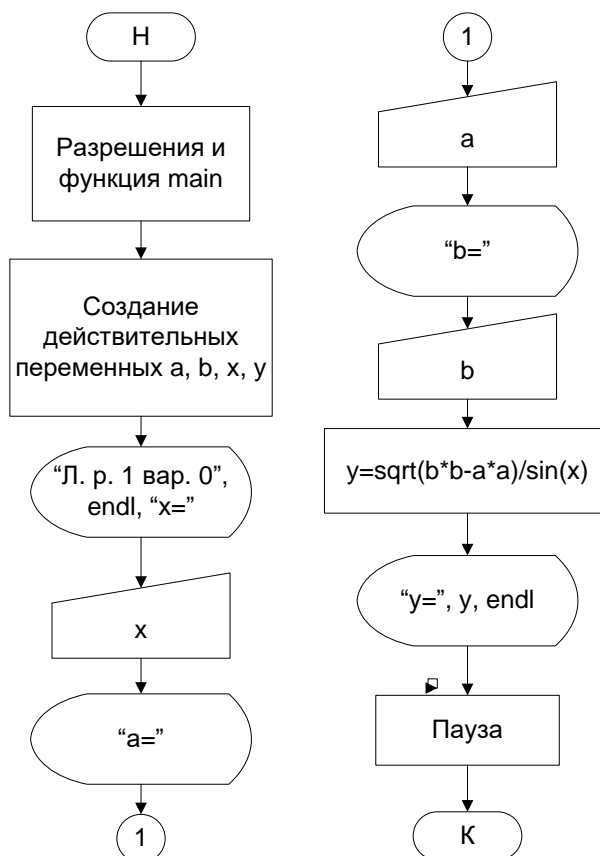 Н
Разрешения и
функция main
Создание
действительных
переменных a, b, x, y
“Л. р. 1 вар. 0”,
endl, “x=”
x
“a=”
1
1
a
“b=”
b
y=sqrt(b*b-a*a)/sin(x)
“y=”, y, endl
Пауза
К